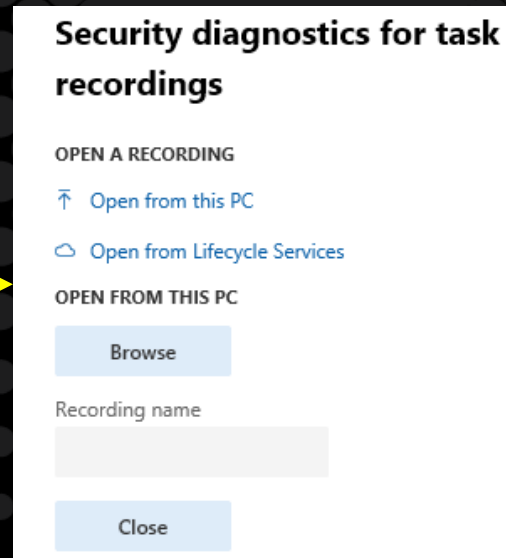 Security diagnostics for task
recordings
OPEN A RECORDING
Open from this PC
Open from Lifecycle Services
OPEN FROM THIS PC
Browse
Recording name
Close